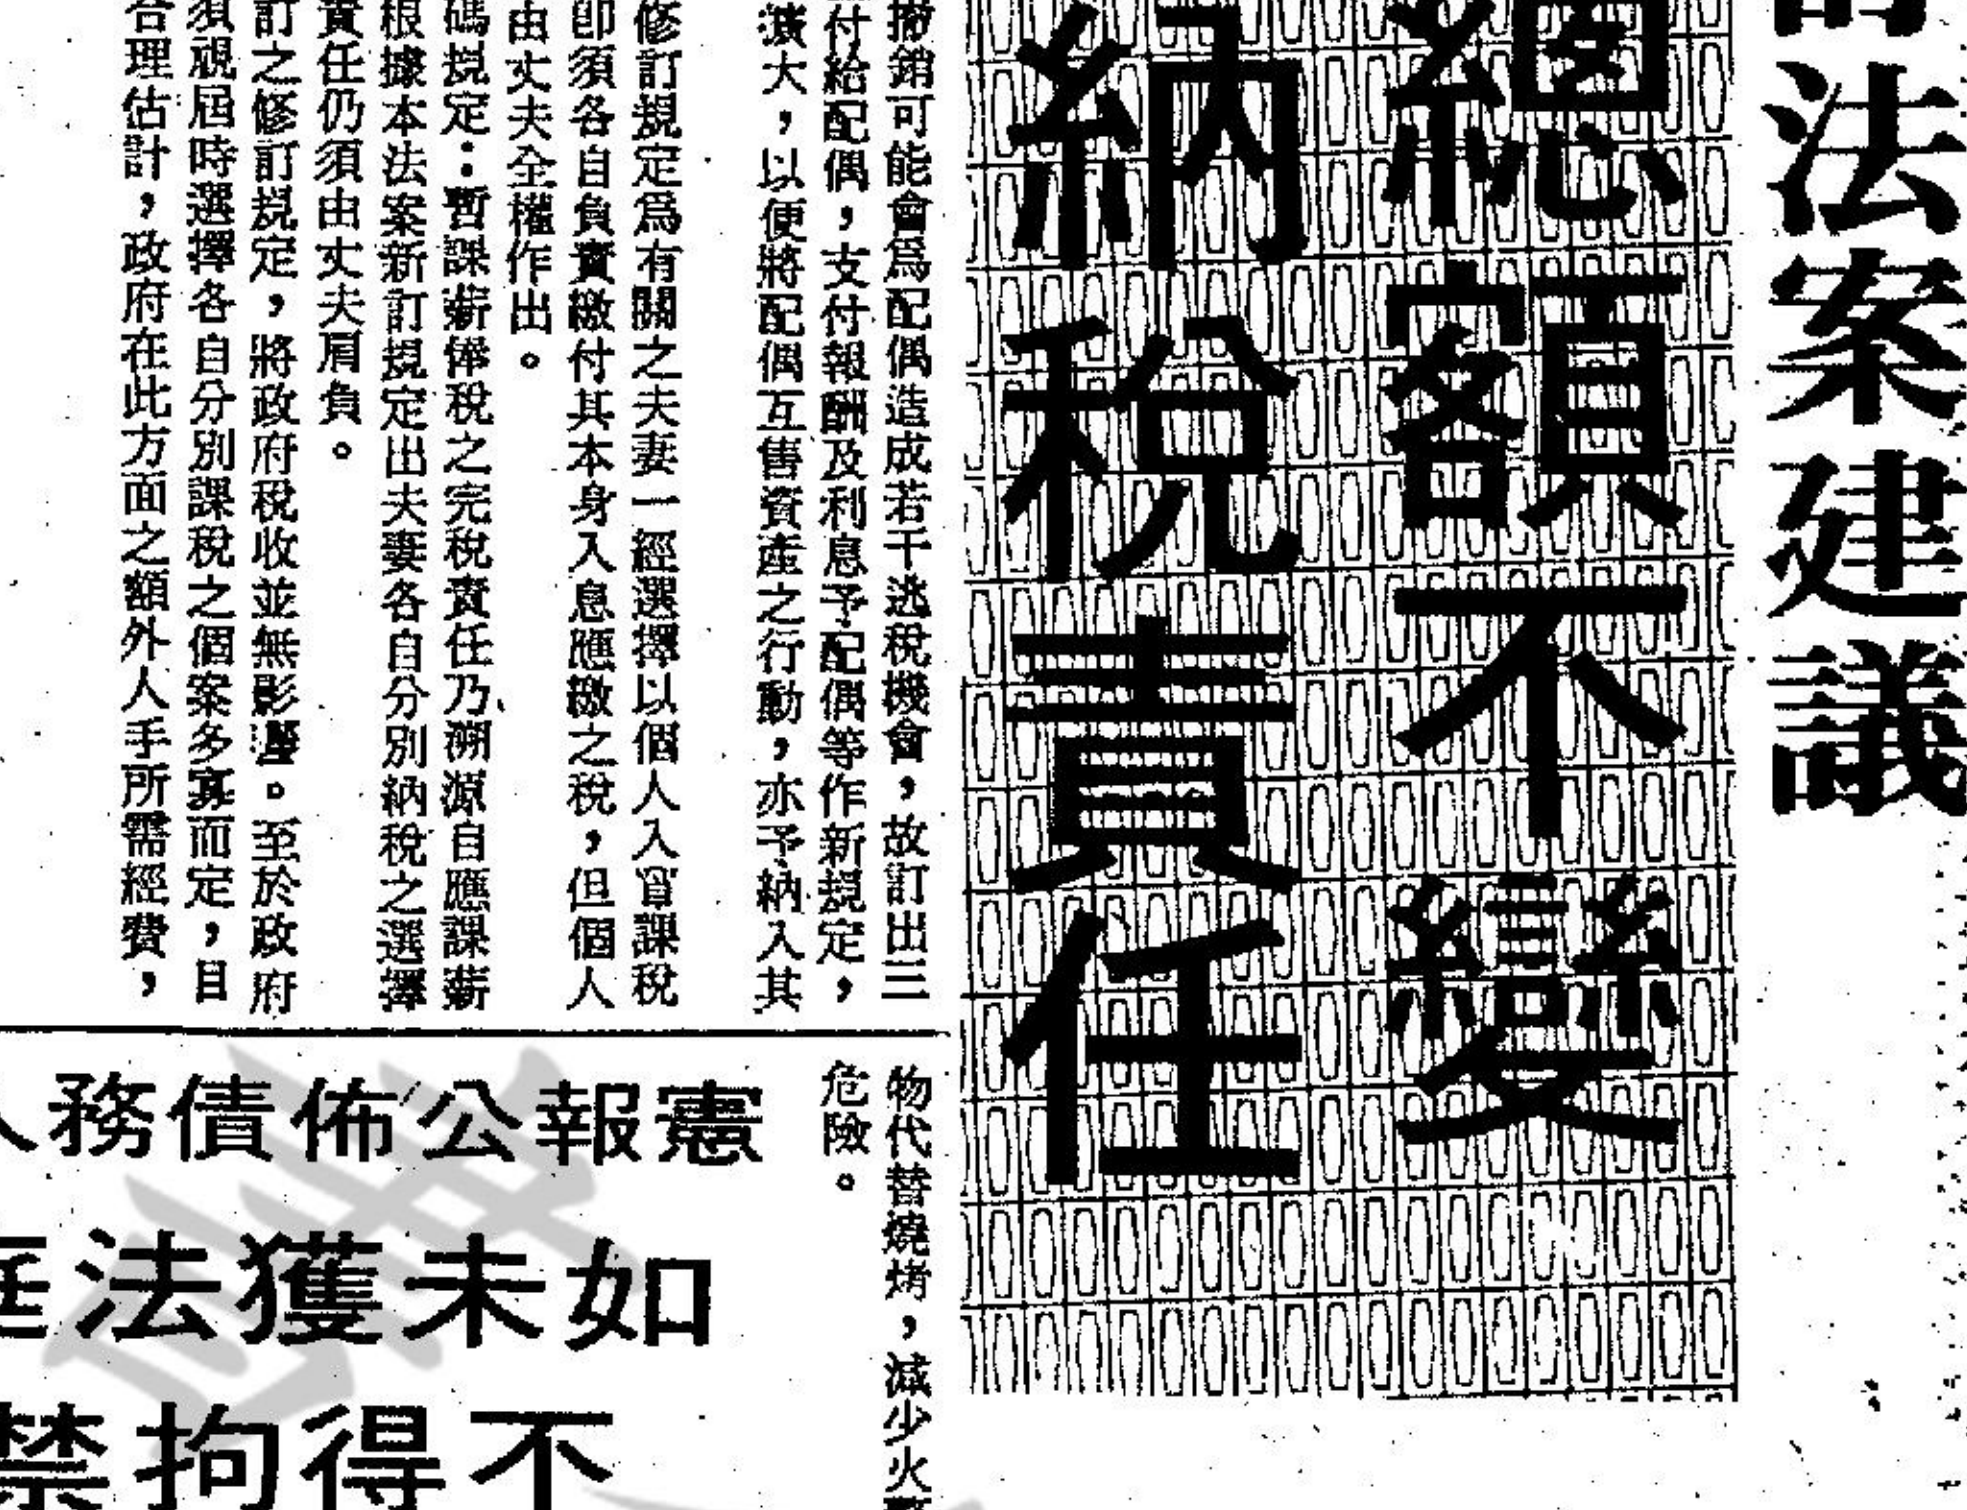 法案建議
總額不變
納稅責任
撤銷可能會爲配偶造成若干逃稅機會，故訂出三
付給配偶，支付報酬及利息予配偶等作新規定，
擴大，以便將配偶互售資產之行動，亦予納入其
修訂規定爲有關之夫妻一經選擇以個人入息課稅
卽須各自負責繳付其本身入息應繳之稅，但個人
由丈夫全權作出。
碼規定：暫課薪俸稅之完稅責任乃溯源自應課薪
根據本法案新訂規定出夫妻各自分別納稅之選擇
責任仍須由丈夫肩負。
訂之修訂規定，將政府稅收並無影響。至於政府
須視屆時選擇各自分別課稅之個案多寡而定，目
合理估計，政府在此方面之額外人手所需經費，
物代替燒烤，減少火
危險。
憲報公佈債務人
如未獲法庭
不得拘禁